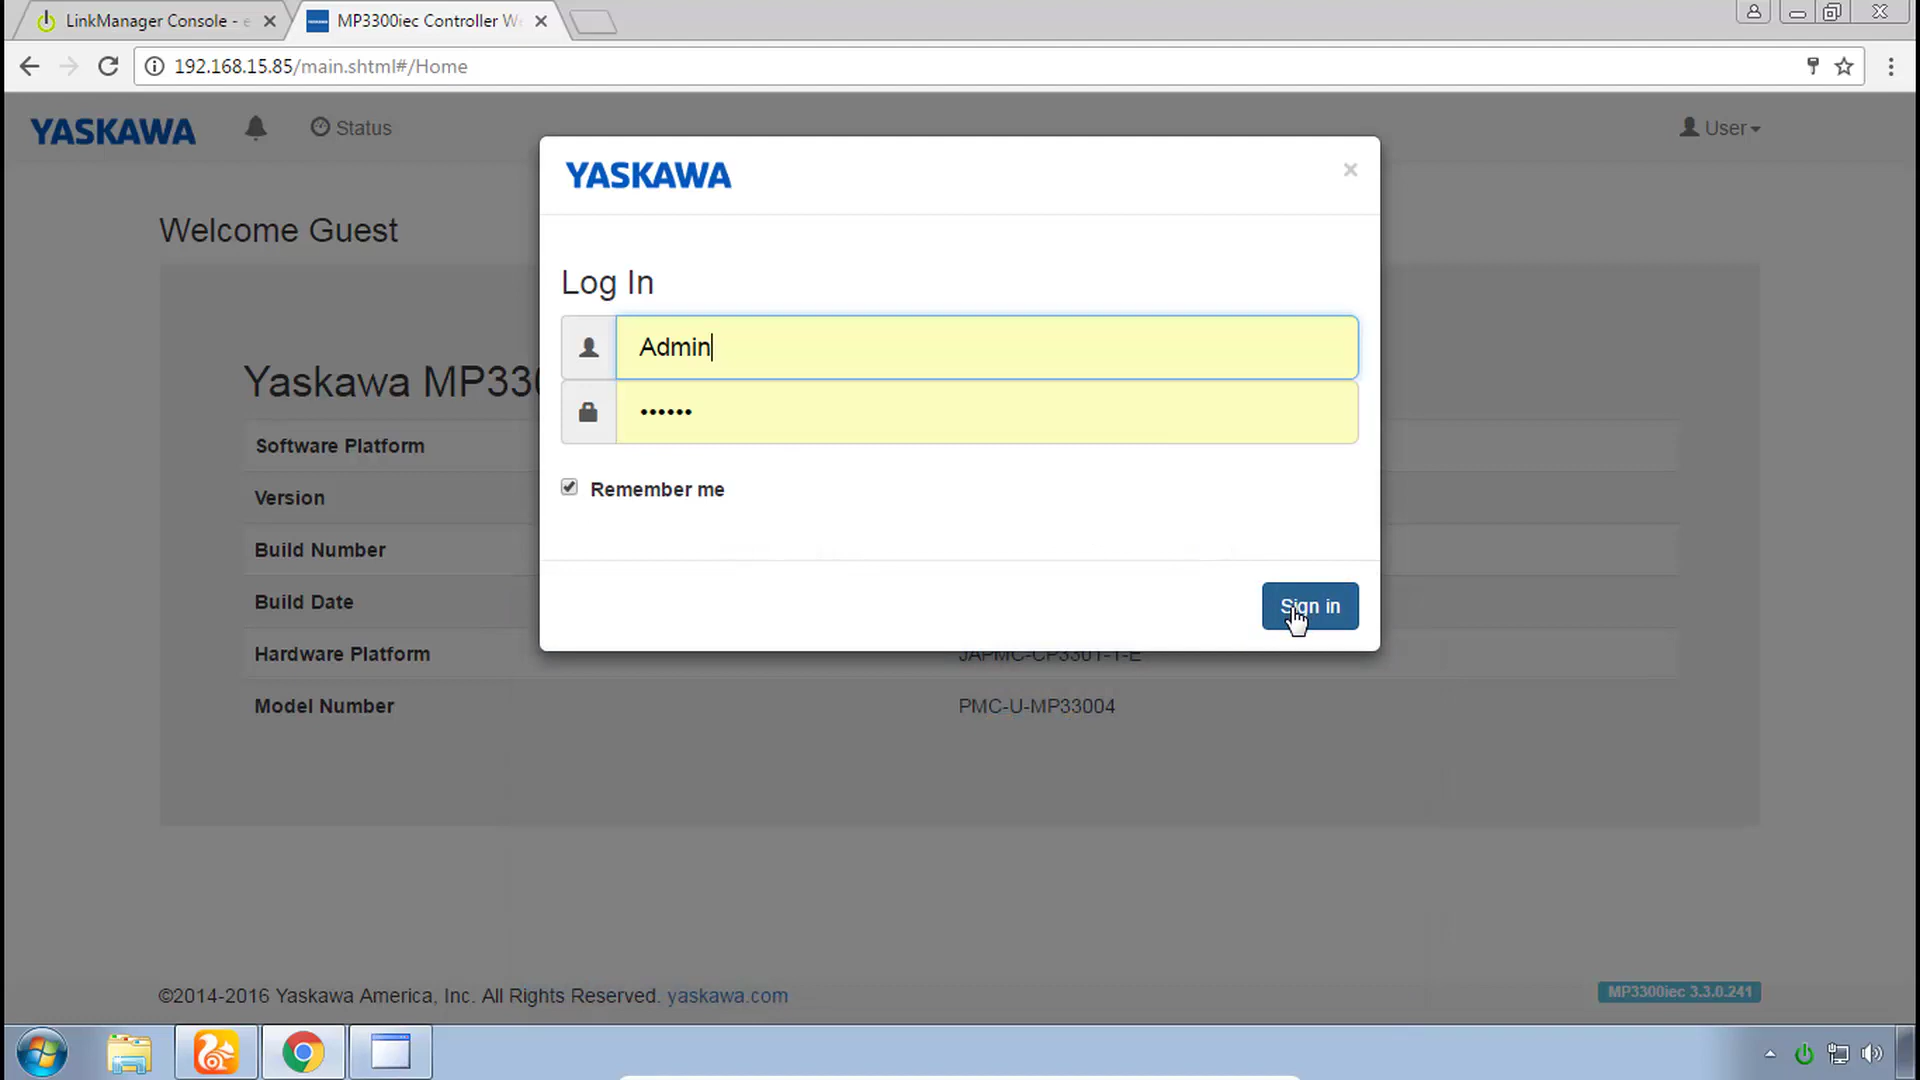 LinkManager Console - e
MP3300iec Controller We
192.168.15.85/main.shtml#/Home
YASKAWA
Status
User
YASKAWA
×
Welcome Guest
Log In
Admin
••••••
Yaskawa MP330
Software Platform
Remember me
Version
Build Number
Build Date
Sign in
Hardware Platform
JAPMC-CP3301-1-E
Model Number
PMC-U-MP33004
©2014-2016 Yaskawa America, Inc. All Rights Reserved. yaskawa.com
MP3300iec 3.3.0.241